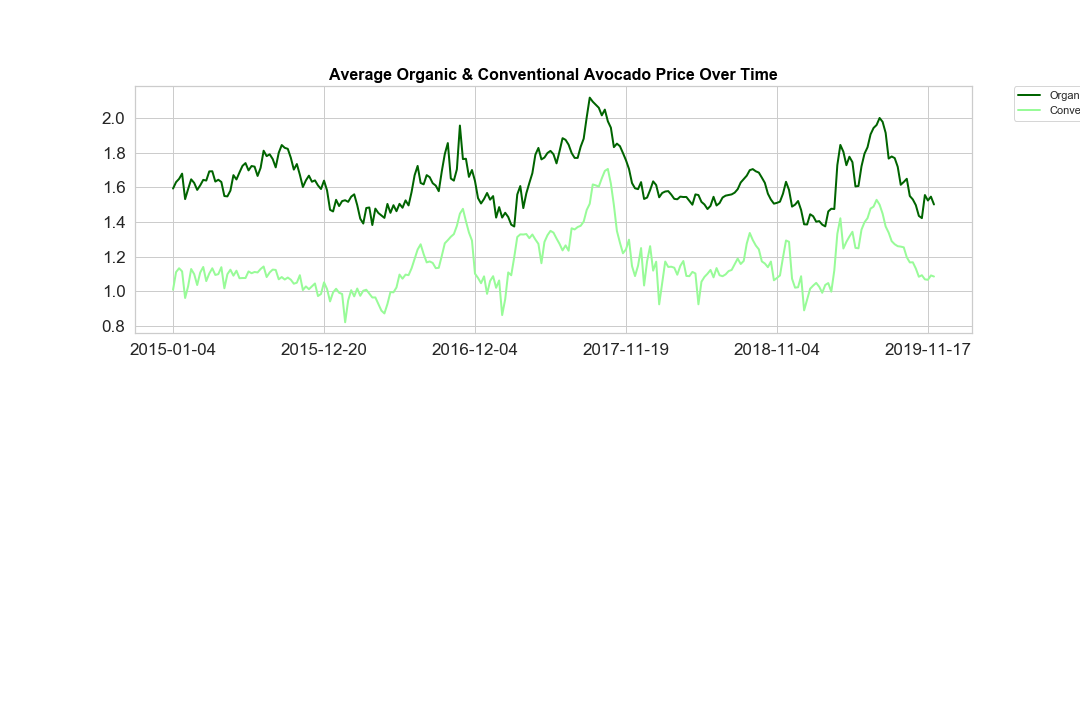 Average Organic & Conventional Avocado Price Over Time
Organ
Conve
2.0
1.8
1.6
1.4
1.2
1.0
0.8
2015-01-04 2015-12-20 2016-12-04 2017-11-19 2018-11-04 2019-11-17